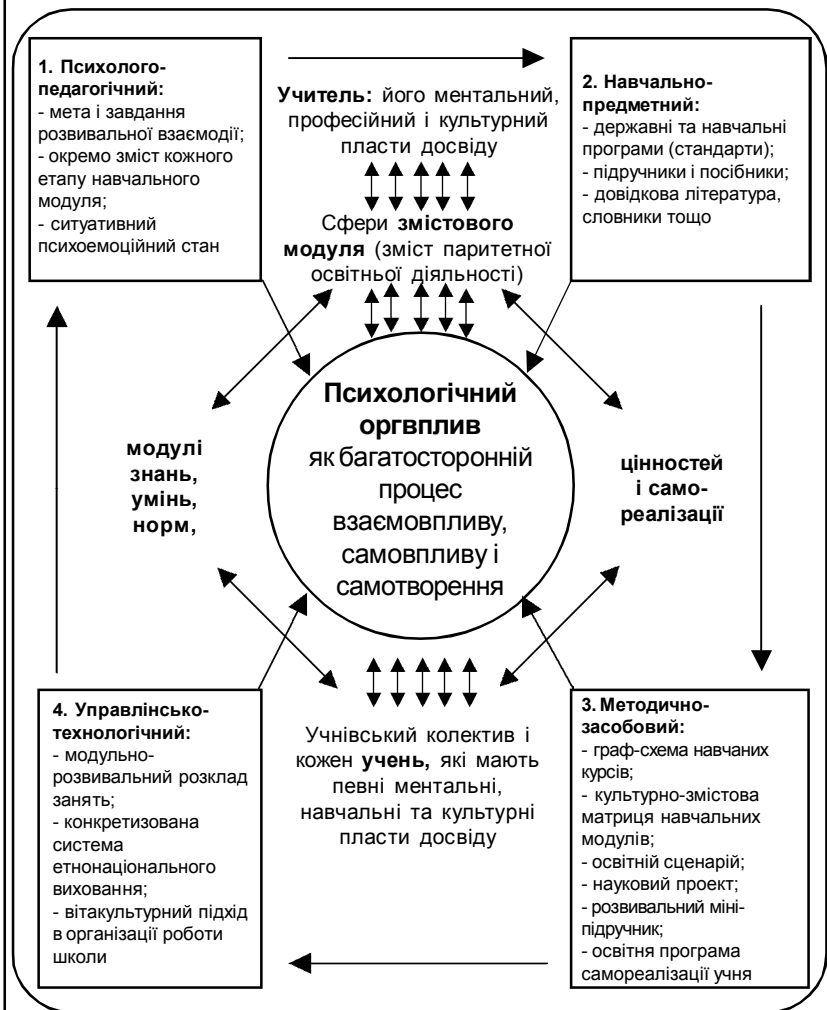 1. Психолого-
педагогічний:
- мета і завдання
розвивальної взаємодії;
- окремо зміст кожного
етапу навчального
модуля;
- ситуативний
психоемоційний стан
Учитель: його ментальний,
професійний і культурний
пласти досвіду
Сфери змістового
модуля (зміст паритетної
освітньої діяльності)
2. Навчально-
предметний:
- державні та навчальні
програми (стандарти);
- підручники і посібники;
- довідкова література,
словники тощо
модулі
знань,
умінь,
норм,
Психологічний
оргвплив
як багатосторонній
процес
взаємовпливу,
самовпливу і
самотворення
цінностей
і само-
реалізації
4. Управлінсько-
технологічний:
- модульно-
розвивальний розклад
занять;
- конкретизована
система
етнонаціонального
виховання;
- вітакультурний підхід
в організації роботи
школи
Учнівський колектив і
кожен учень, які мають
певні ментальні,
навчальні та культурні
пласти досвіду
3. Методично-
засобовий:
- граф-схема навчаних
курсів;
- культурно-змістова
матриця навчальних
модулів;
- освітній сценарій;
- науковий проект;
- розвивальний міні-
підручник;
- освітня програма
самореалізації учня